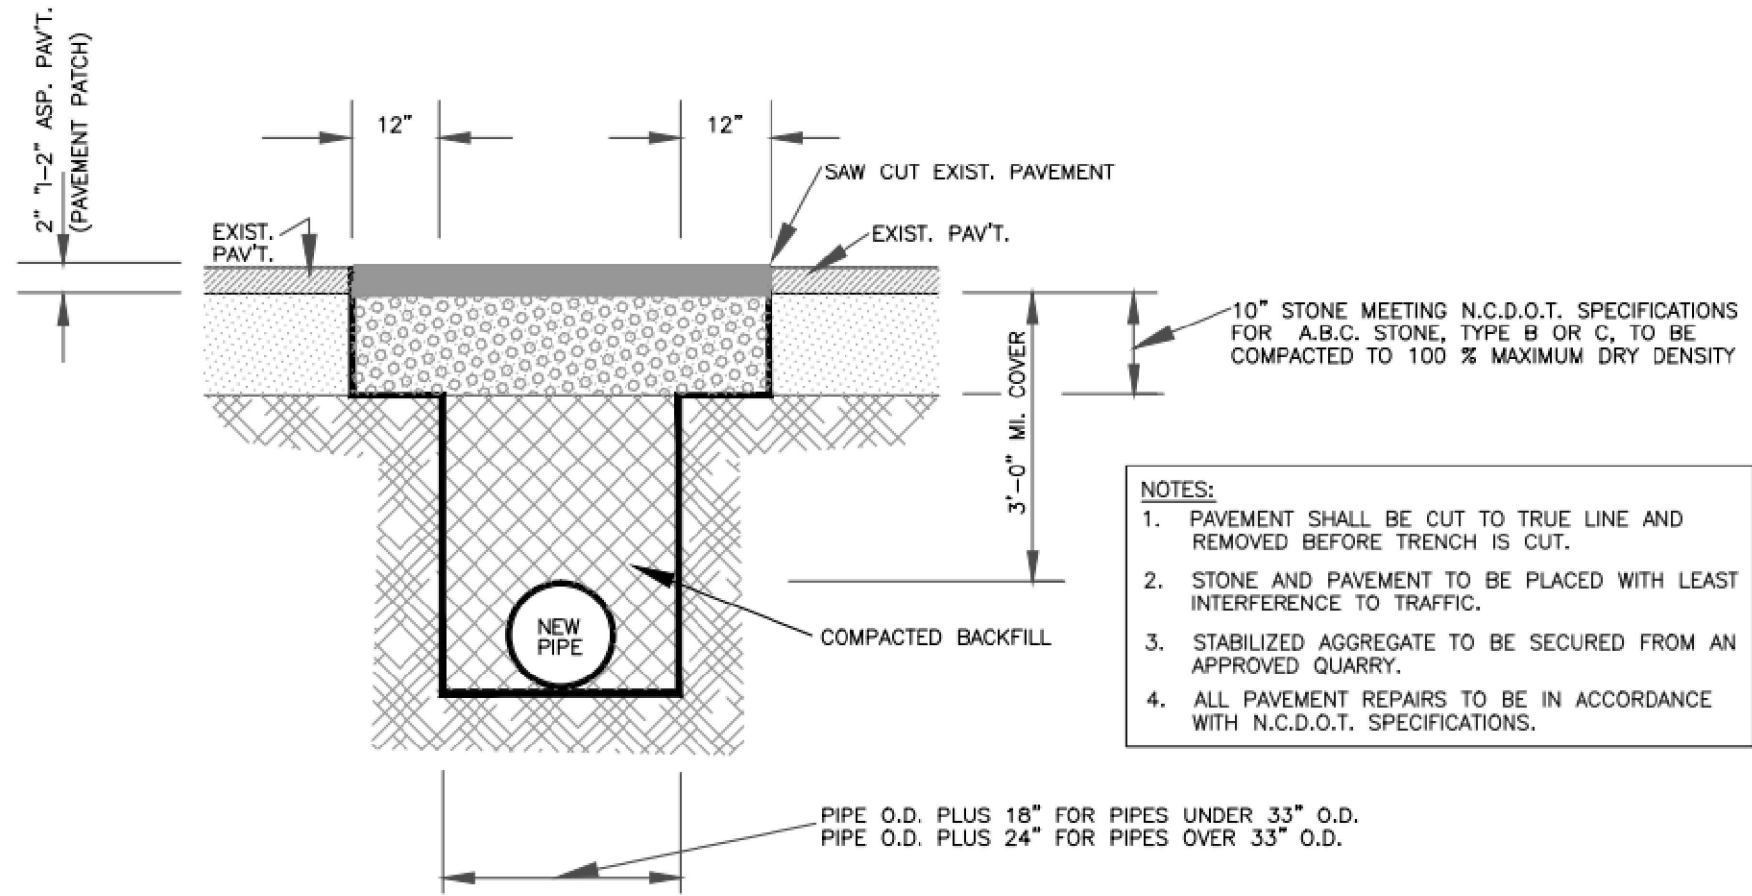 2" "1-2" ASP. PAV'T.
(PAVEMENT PATCH)
12"
12"
SAW CUT EXIST. PAVEMENT
EXIST.
PAV'T.
EXIST. PAV'T.
10" STONE MEETING N.C.D.O.T. SPECIFICATIONS
FOR A.B.C. STONE, TYPE B OR C, TO BE
COMPACTED TO 100 % MAXIMUM DRY DENSITY
3'-0" MI. COVER
NOTES:
1. PAVEMENT SHALL BE CUT TO TRUE LINE AND
REMOVED BEFORE TRENCH IS CUT.
2. STONE AND PAVEMENT TO BE PLACED WITH LEAST
INTERFERENCE TO TRAFFIC.
3. STABILIZED AGGREGATE TO BE SECURED FROM AN
APPROVED QUARRY.
4. ALL PAVEMENT REPAIRS TO BE IN ACCORDANCE
WITH N.C.D.O.T. SPECIFICATIONS.
NEW
PIPE
COMPACTED BACKFILL
PIPE O.D. PLUS 18" FOR PIPES UNDER 33" O.D.
PIPE O.D. PLUS 24" FOR PIPES OVER 33" O.D.